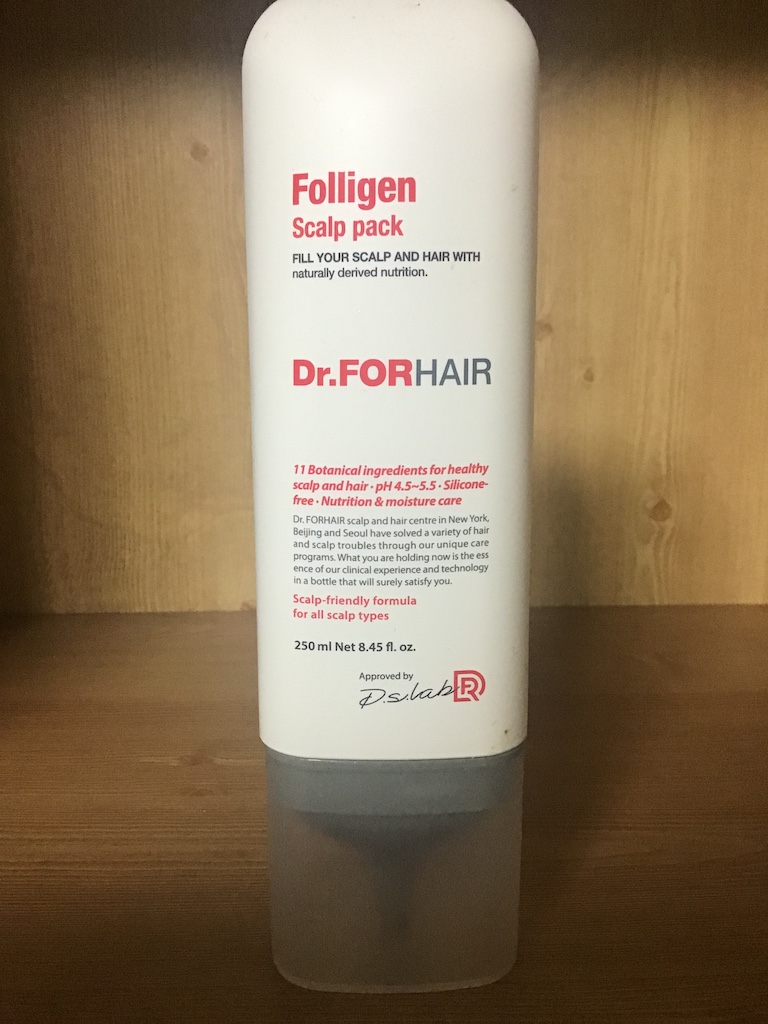 Folligen
Scalp pack
FILL YOUR SCALP AND HAIR WITH
naturally derived nutrition.
Dr.FORHAIR
11 Botanical ingredients for healthy
scalp and hair · pH 4.5~5.5 · Silicone-
free · Nutrition & moisture care
Dr. FORHAIR scalp and hair centre in New York,
Beijing and Seoul have solved a variety of hair
and scalp troubles through our unique care
programs. What you are holding now is the ess
ence of our clinical experience and technology
in a bottle that will surely satisfy you.
Scalp-friendly formula
for all scalp types
250 ml Net 8.45 fl. oz.
Approved by
D.s.lab